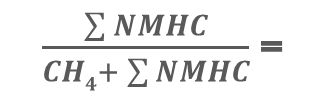 ∑ NMHC
CH₄+ ∑ NMHC =